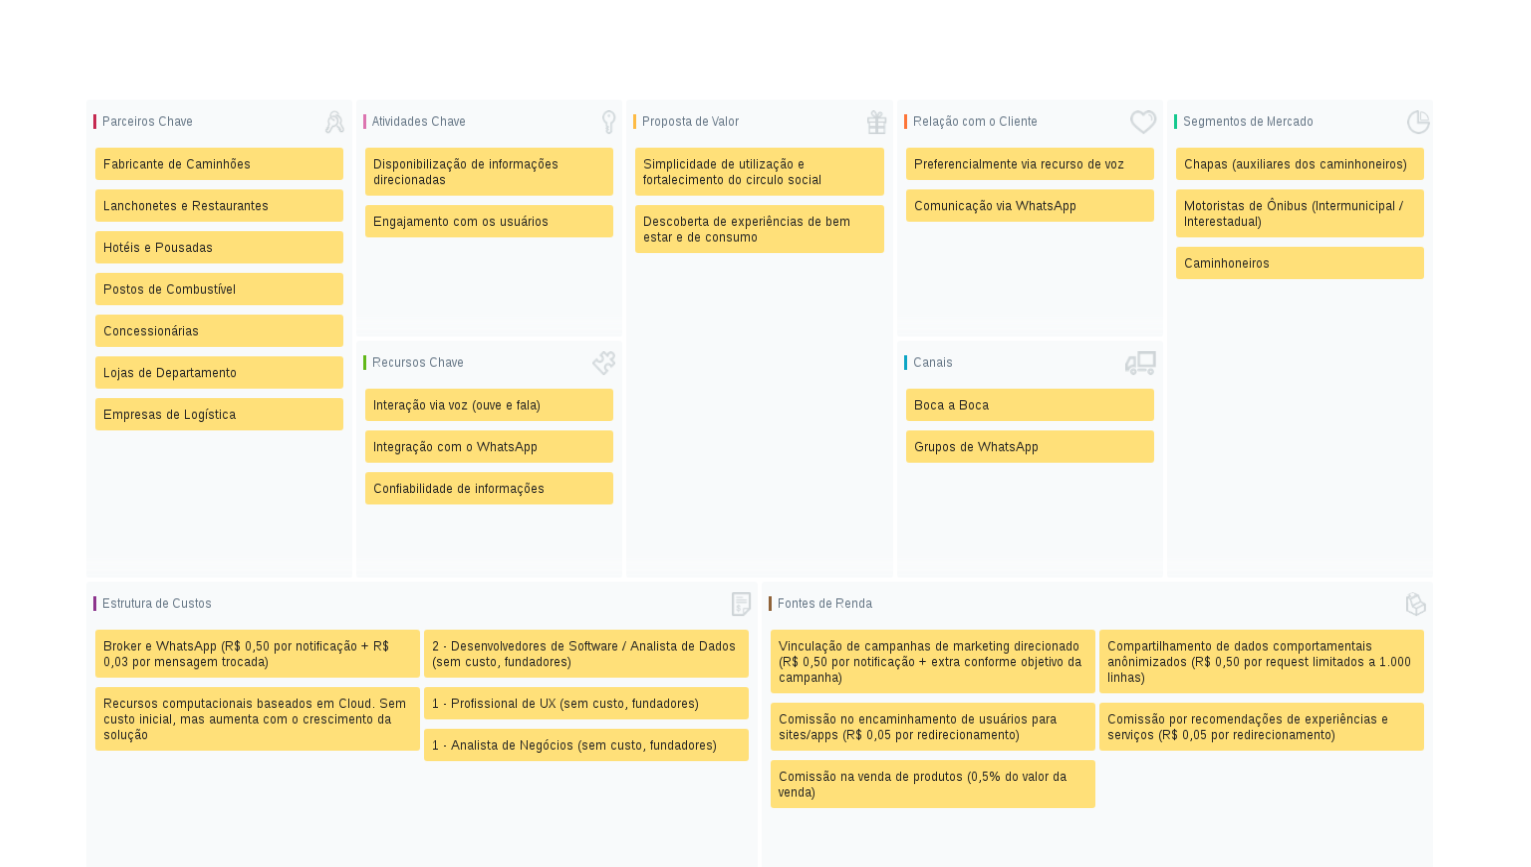 Parceiros Chave
Fabricante de Caminhões
Lanchonetes e Restaurantes
Hotéis e Pousadas
Postos de Combustível
Concessionárias
Lojas de Departamento
Empresas de Logística
Atividades Chave
Disponibilização de informações
direcionadas
Engajamento com os usuários
Recursos Chave
Interação via voz (ouve e fala)
Integração com o WhatsApp
Confiabilidade de informações
Proposta de Valor
Simplicidade de utilização e
fortalecimento do circulo social
Descoberta de experiências de bem
estar e de consumo
Relação com o Cliente
Preferencialmente via recurso de voz
Comunicação via WhatsApp
Canais
Boca a Boca
Grupos de WhatsApp
Segmentos de Mercado
Chapas (auxiliares dos caminhoneiros)
Motoristas de Ônibus (Intermunicipal /
Interestadual)
Caminhoneiros
Estrutura de Custos
Broker e WhatsApp (R$ 0,50 por notificação + R$
0,03 por mensagem trocada)
Recursos computacionais baseados em Cloud. Sem
custo inicial, mas aumenta com o crescimento da
solução
2 - Desenvolvedores de Software / Analista de Dados
(sem custo, fundadores)
1 - Profissional de UX (sem custo, fundadores)
1 - Analista de Negócios (sem custo, fundadores)
Fontes de Renda
Vinculação de campanhas de marketing direcionado
(R$ 0,50 por notificação + extra conforme objetivo da
campanha)
Comissão no encaminhamento de usuários para
sites/apps (R$ 0,05 por redirecionamento)
Comissão na venda de produtos (0,5% do valor da
venda)
Compartilhamento de dados comportamentais
anônimizados (R$ 0,50 por request limitados a 1.000
linhas)
Comissão por recomendações de experiências e
serviços (R$ 0,05 por redirecionamento)